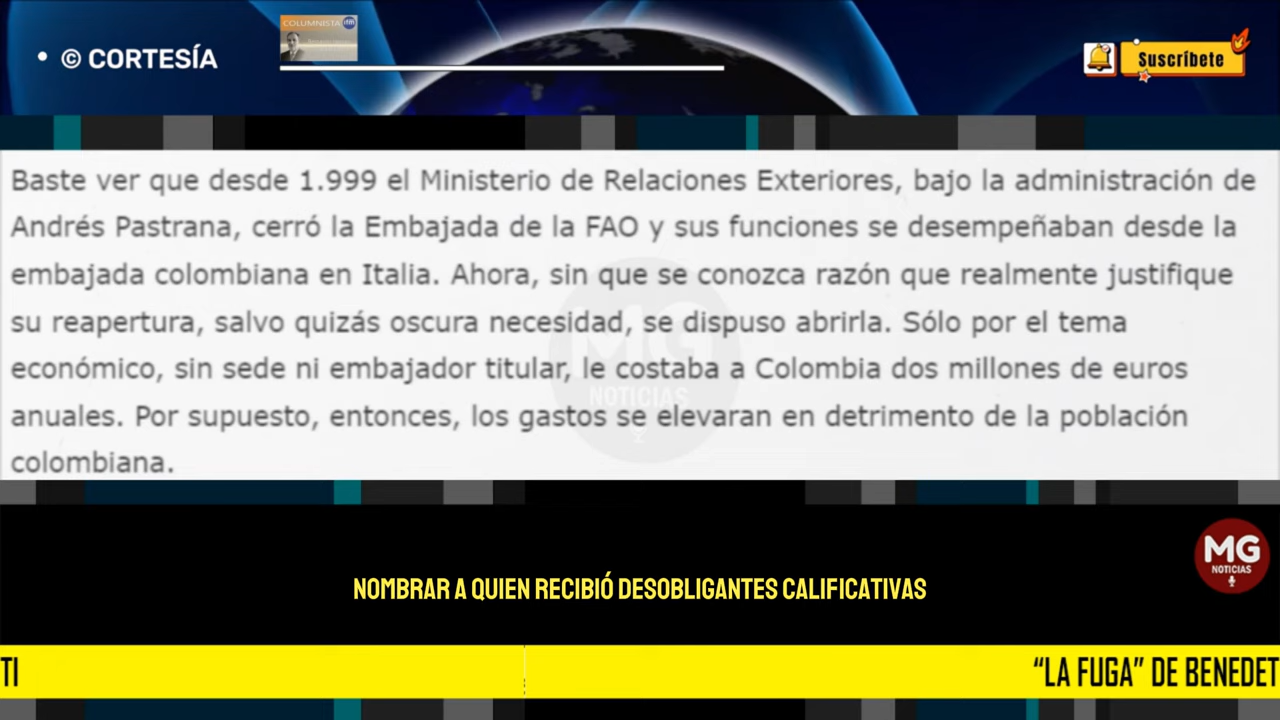 COLUMNISTA
• © CORTESÍA
Suscríbete
Baste ver que desde 1.999 el Ministerio de Relaciones Exteriores, bajo la administración de
Andrés Pastrana, cerró la Embajada de la FAO y sus funciones se desempeñaban desde la
embajada colombiana en Italia. Ahora, sin que se conozca razón que realmente justifique
su reapertura, salvo quizás oscura necesidad, se dispuso abrirla. Sólo por el tema
económico, sin sede ni embajador titular, le costaba a Colombia dos millones de euros
anuales. Por supuesto, entonces, los gastos se elevaran en detrimento de la población
colombiana.
MG
NOTICIAS
MG
NOTICIAS
NOMBRAR A QUIEN RECIBIÓ DESOBLIGANTES CALIFICATIVAS
TI
“LA FUGA” DE BENEDET